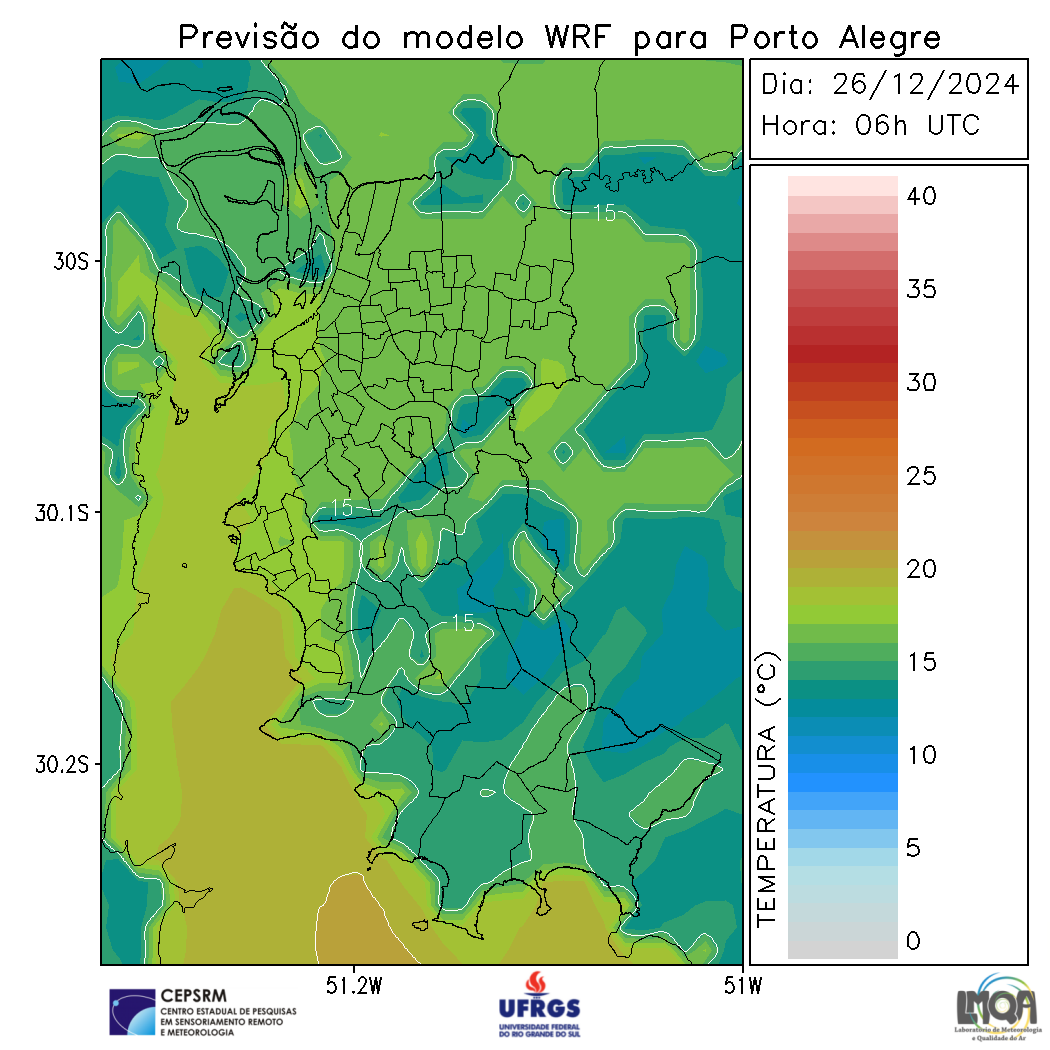 Previsão do modelo WRF para Porto Alegre
Dia: 26/12/2024
Hora: 06h UTC
30S
30.1S
30.2S
51.2W
51W
15
15
15
TEMPERATURA (°C)
40
35
30
25
20
15
10
5
0
CEPSRM
CENTRO ESTADUAL DE PESQUISAS
EM SENSORIAMENTO REMOTO
E METEOROLOGIA
UFRGS
UNIVERSIDADE FEDERAL
DO RIO GRANDE DO SUL
LMQA
Laboratório de Meteorologia
e Qualidade do Ar